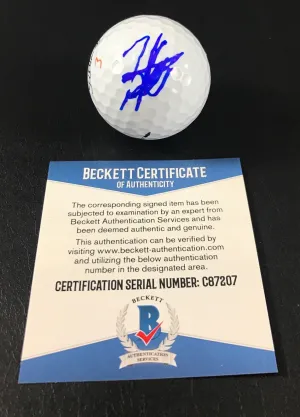 3
BECKETT CERTIFICATE
OF AUTHENTICITY
The corresponding signed item has been
subjected to examination by an expert from
Beckett Authentication Services and has
been deemed authentic and genuine.
This authentication can be verified by
visiting www.beckett-authentication.com
and utilizing the below authentication
number in the designated area.
CERTIFICATION SERIAL NUMBER: C87207
BECKETT
B
AUTHENTICATION
SERVICES